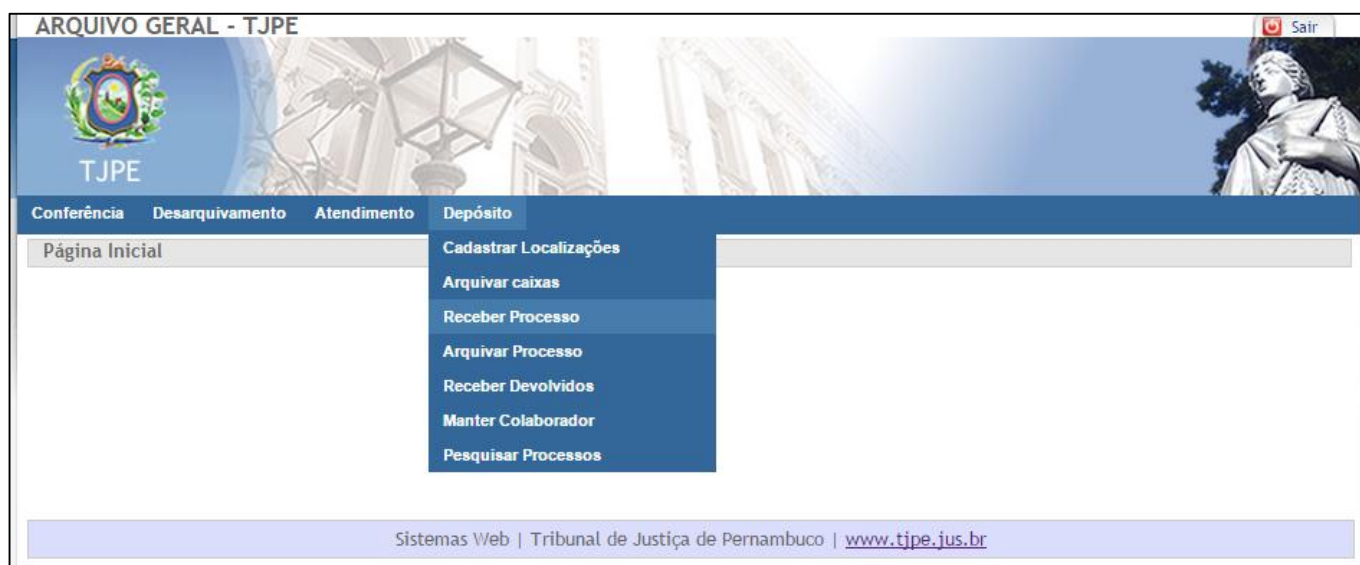 ARQUIVO GERAL - TJPE
Sair
TJPE
Conferência Desarquivamento Atendimento Depósito
Página Inicial
Cadastrar Localizações
Arquivar caixas
Receber Processo
Arquivar Processo
Receber Devolvidos
Manter Colaborador
Pesquisar Processos
Sistemas Web | Tribunal de Justiça de Pernambuco | www.tjpe.jus.br